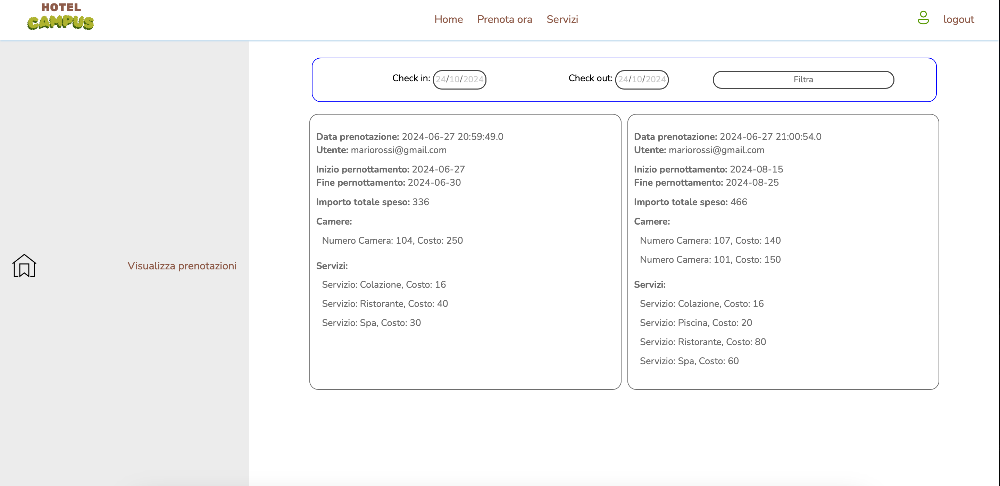 HOTEL
CAMPUS
Home Prenota ora Servizi
logout
Visualizza prenotazioni
Check in: 24/10/2024 Check out: 24/10/2024 Filtra
Data prenotazione: 2024-06-27 20:59:49.0
Utente: mariorossi@gmail.com
Inizio pernottamento: 2024-06-27
Fine pernottamento: 2024-06-30
Importo totale speso: 336
Camere:
Numero Camera: 104, Costo: 250
Servizi:
Servizio: Colazione, Costo: 16
Servizio: Ristorante, Costo: 40
Servizio: Spa, Costo: 30
Data prenotazione: 2024-06-27 21:00:54.0
Utente: mariorossi@gmail.com
Inizio pernottamento: 2024-08-15
Fine pernottamento: 2024-08-25
Importo totale speso: 466
Camere:
Numero Camera: 107, Costo: 140
Numero Camera: 101, Costo: 150
Servizi:
Servizio: Colazione, Costo: 16
Servizio: Piscina, Costo: 20
Servizio: Ristorante, Costo: 80
Servizio: Spa, Costo: 60